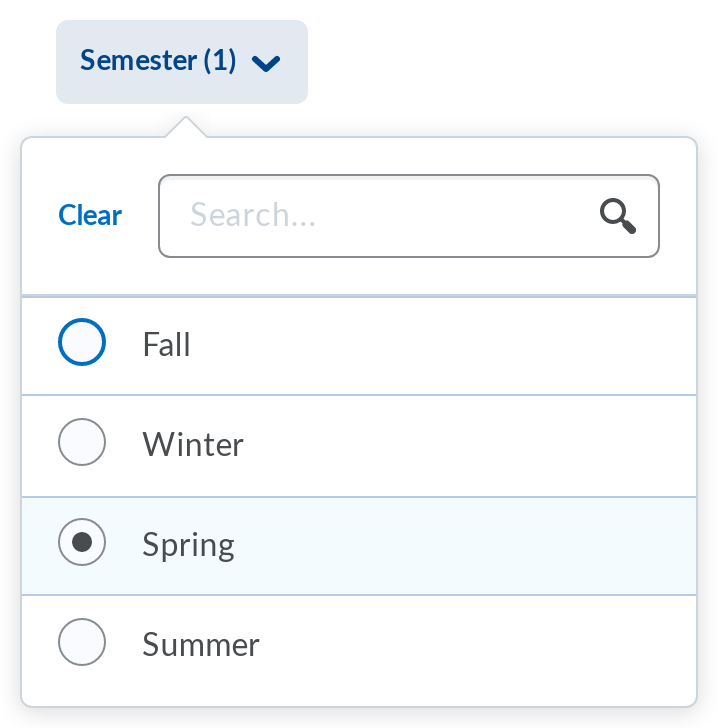 Semester (1)
Clear Search...
Fall
Winter
Spring
Summer